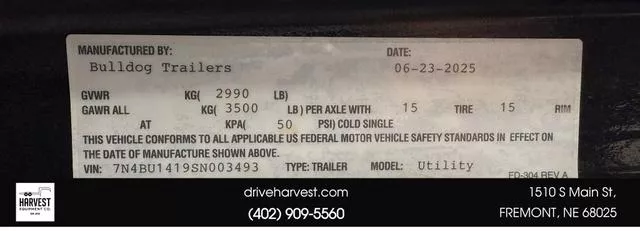 MANUFACTURED BY: DATE:
Bulldog Trailers 06-23-2025
GVWR KG( 2990 LB)
GAWR ALL KG( 3500 LB) PER AXLE WITH 15 TIRE 15 RIM
AT KPA( 50 PSI) COLD SINGLE
THIS VEHICLE CONFORMS TO ALL APPLICABLE US FEDERAL MOTOR VEHICLE SAFETY STANDARDS IN EFFECT ON
THE DATE OF MANUFACTURE SHOWN ABOVE.
VIN: 7N4BU1419SN003493 TYPE: TRAILER MODEL: Utility
FD-304 REV A
HARVEST
EQUIPMENT CO.
driveharvest.com
(402) 909-5560
1510 S Main St,
FREMONT, NE 68025